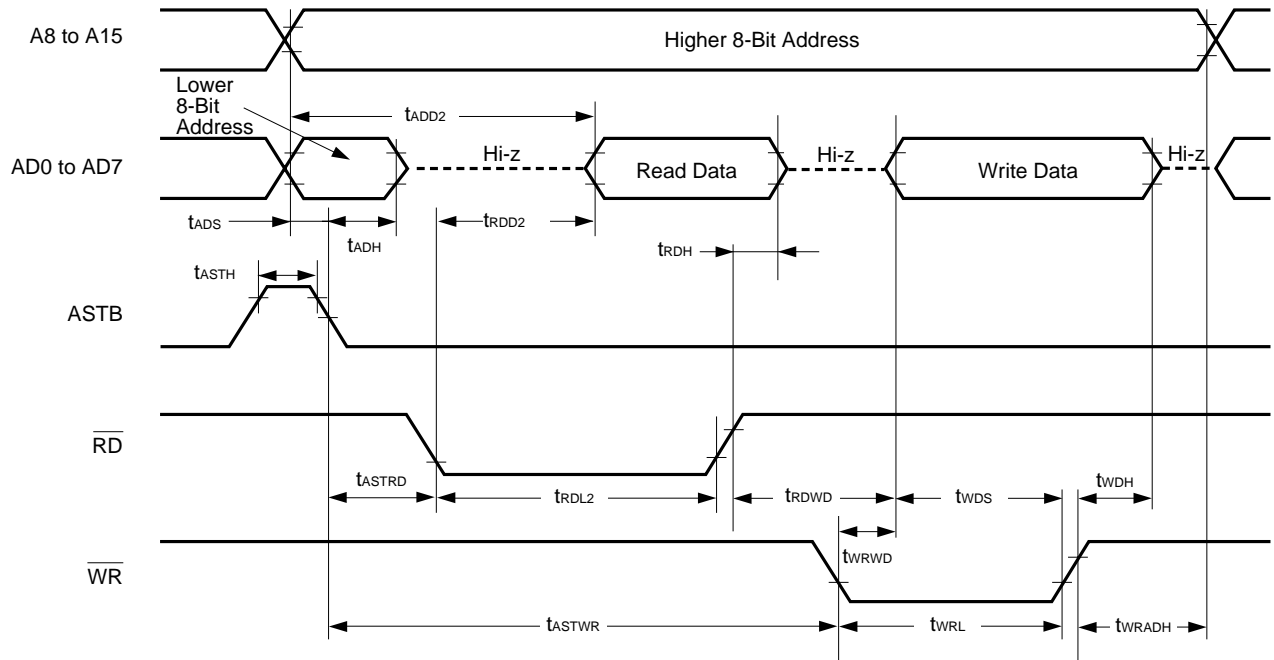 A8 to A15
Higher 8-Bit Address
Lower
8-Bit
Address
tADD2
AD0 to AD7
Hi-z
Read Data
Hi-z
Write Data
Hi-z
tADS
tADH
tRDD2
tRDH
tASTH
ASTB
RD
tASTRD
tRDL2
tRDWD
tWDS
tWDH
tWRWD
WR
tASTWR
tWRL
tWRADH